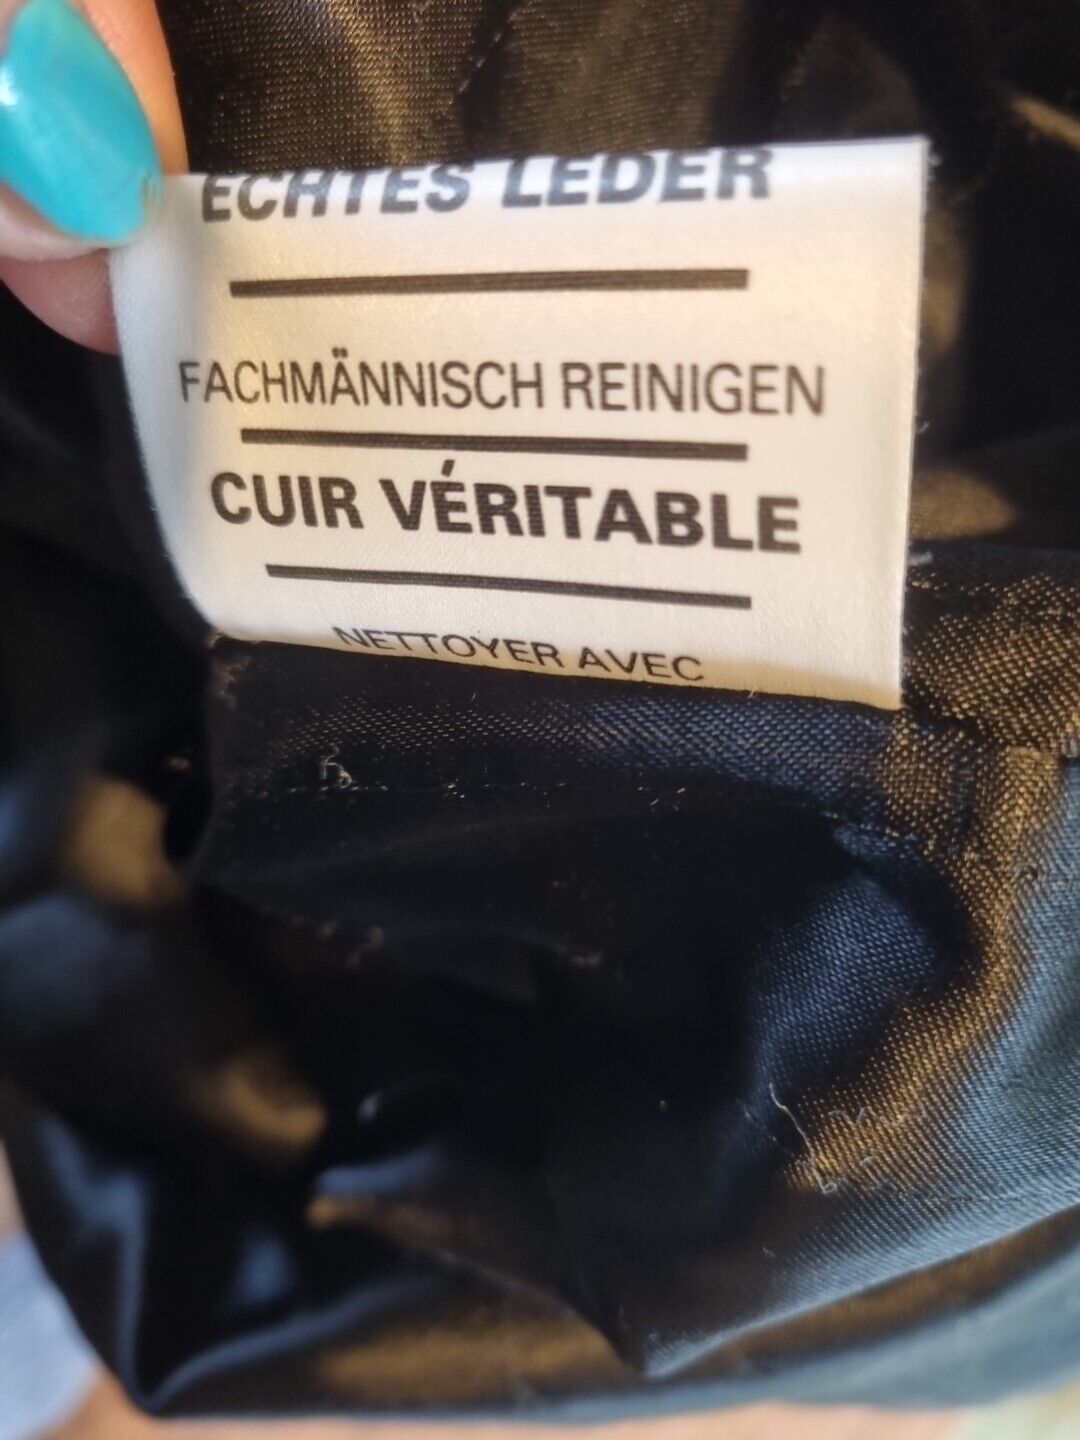 ECHTES LEDER
FACHMÄNNISCH REINIGEN
CUIR VÉRITABLE
NETTOYER AVEC